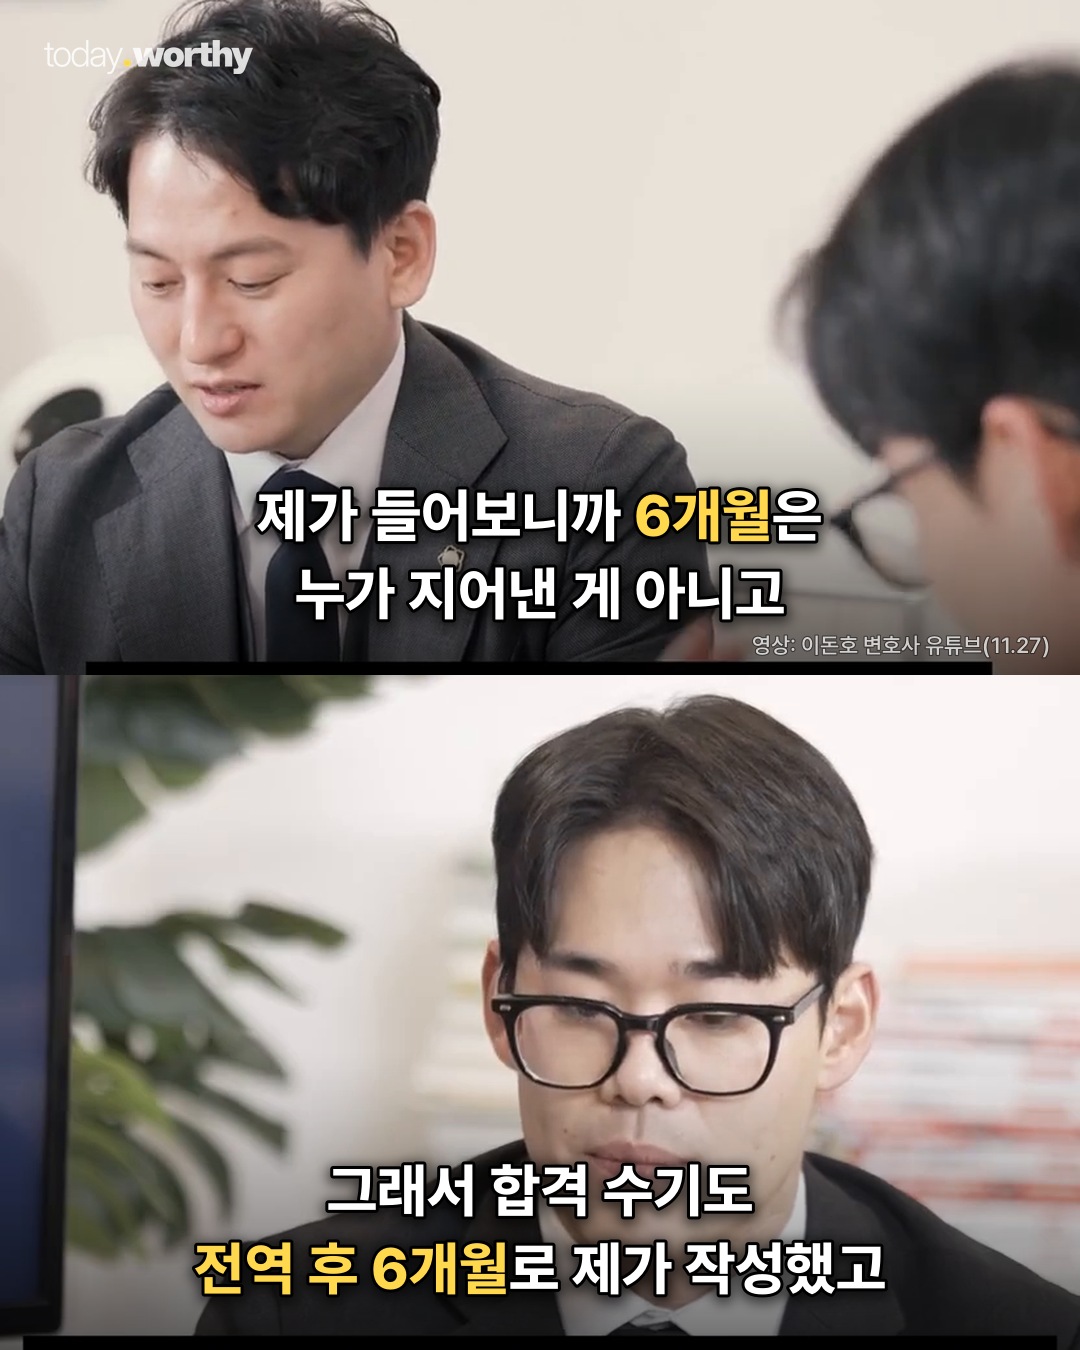 today.worthy
제가 들어보니까 6개월은
누가 지어낸 게 아니고
영상: 이돈호 변호사 유튜브(11.27)
그래서 합격 수기도
전역 후 6개월로 제가 작성했고